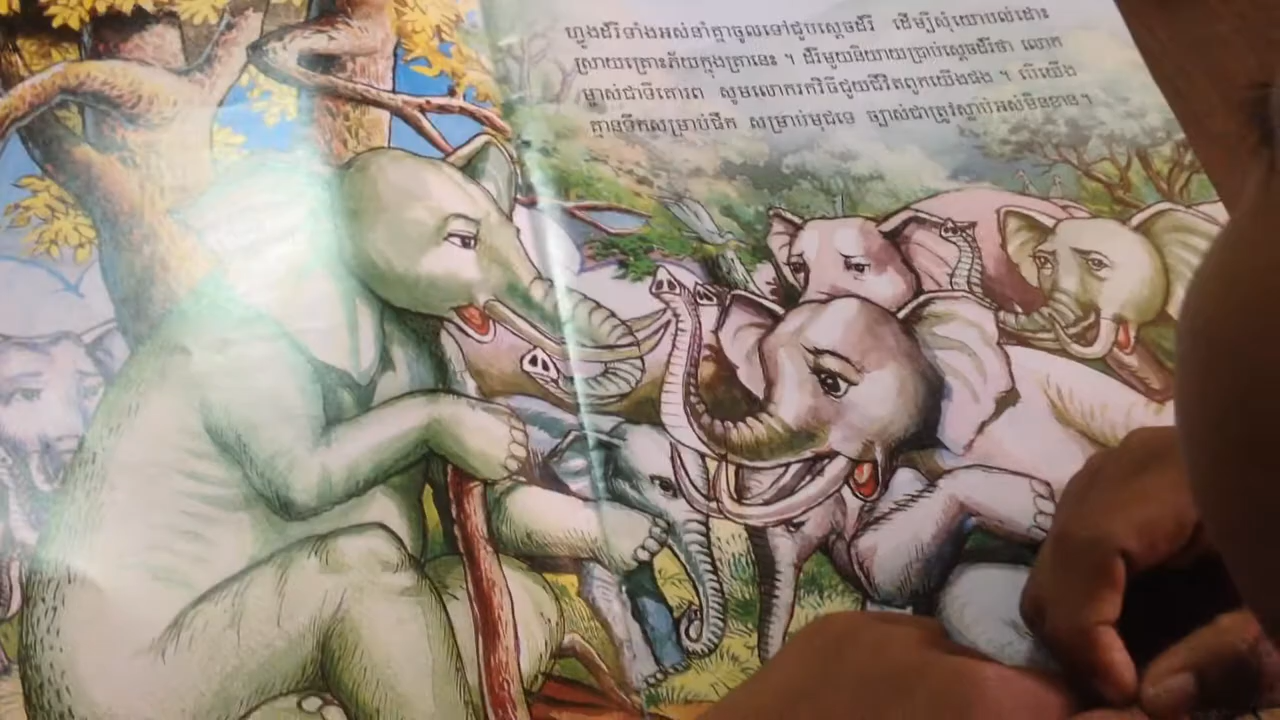 ហ្វូងដំរីទាំងអស់នាំគ្នាចូលទៅជួបស្តេចដំរី ដើម្បីសុំយោបល់ដោះ
ស្រាយគ្រោះភ័យក្នុងគ្រានេះ ។ ដំរីមួយនិយាយប្រាប់ស្តេចដំរីថា លោក
ម្ចាស់ជាទីគោរព សូមលោករកវិធីជួយជីវិតពួកយើងផង ។ បើយើង
គ្មានទឹកសម្រាប់ផឹក សម្រាប់មុជទេ ច្បាស់ជាត្រូវស្លាប់អស់មិនខាន ។